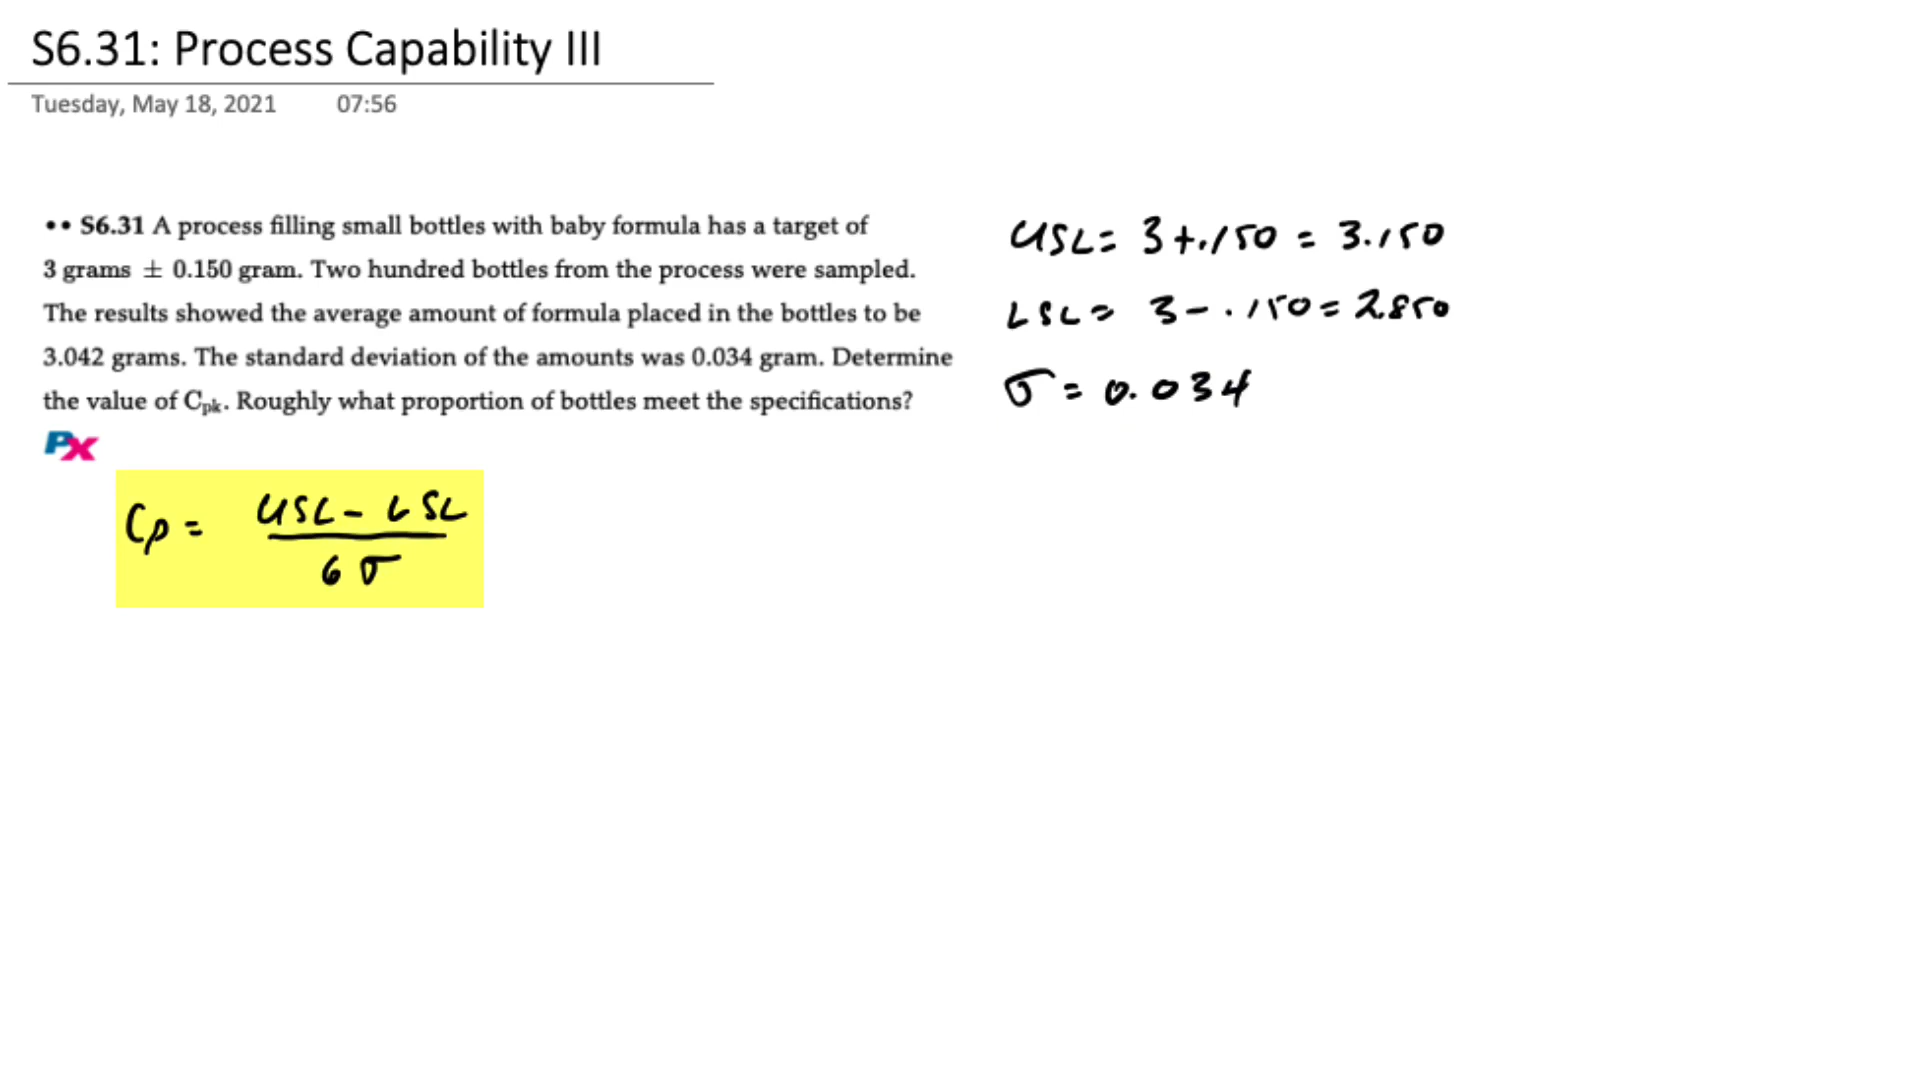 S6.31: Process Capability III
Tuesday, May 18, 2021 07:56
•• S6.31 A process filling small bottles with baby formula has a target of
3 grams ± 0.150 gram. Two hundred bottles from the process were sampled.
The results showed the average amount of formula placed in the bottles to be
3.042 grams. The standard deviation of the amounts was 0.034 gram. Determine
the value of Cpk. Roughly what proportion of bottles meet the specifications?
PX
Cp = USL - LSL
6σ
USL = 3 + .150 = 3.150
LSL = 3 - .150 = 2.850
σ = 0.034